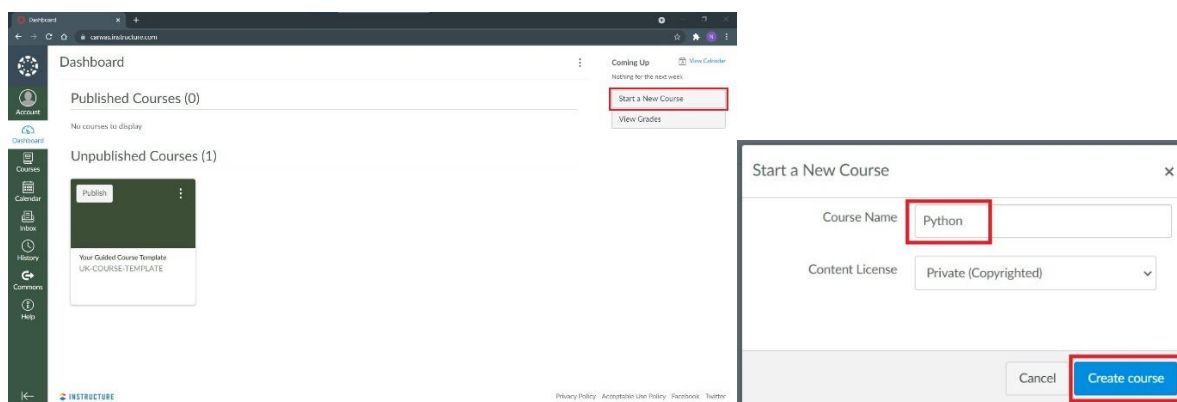 Dashboard
canvas.instructure.com
Account
Dashboard
Courses
Calendar
Inbox
History
Commons
Help
Dashboard
Published Courses (0)
No courses to display
Unpublished Courses (1)
Publish
Your Guided Course Template
UK-COURSE-TEMPLATE
Coming Up
View Calendar
Nothing for the next week
Start a New Course
View Grades
INSTRUCTURE
Privacy Policy Acceptable Use Policy Facebook Twitter
Start a New Course
Course Name
Python
Content License
Private (Copyrighted)
Cancel
Create course